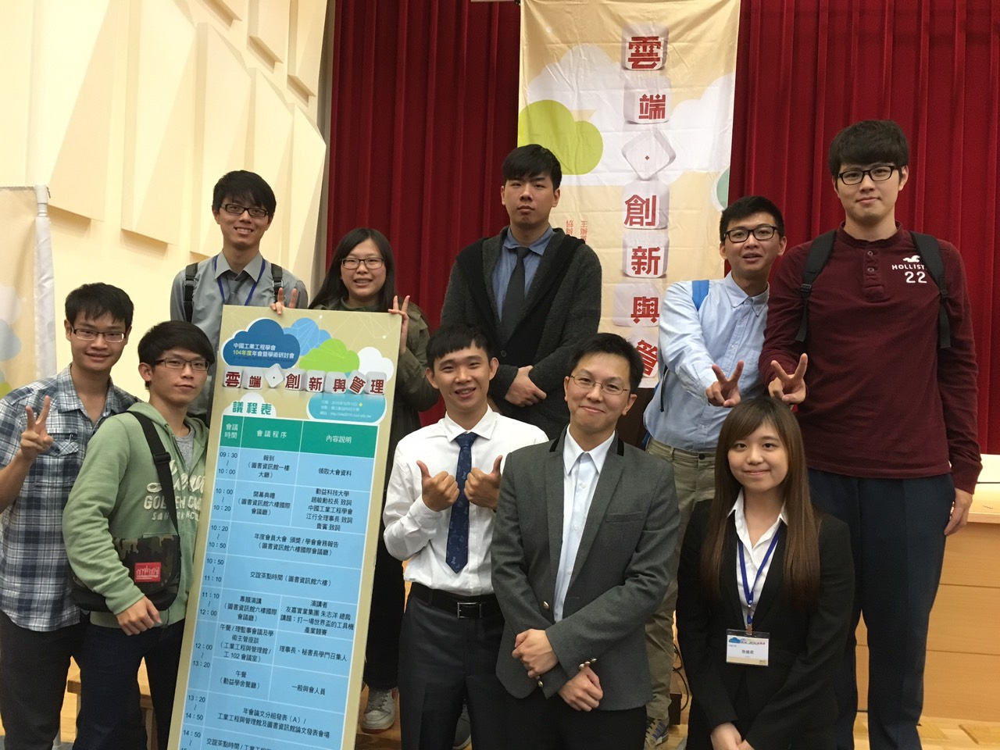 雲端·創新與管
主辦
協辦
HOLLIST
22
中國工業工程學會
104年度年會暨學術研討會
雲端·創新與管理
議程表
會議時間 會議程序 內容說明
09:30
~
10:00
報到
(圖書資訊館一樓
大廳)
領取大會資料
10:00
~
10:20
開幕典禮
(圖書資訊館六樓國際
會議廳)
勤益科技大學
趙敏勳校長 致詞
中國工業工程學會
江行全理事長 致詞
貴賓 致詞
10:20
~
10:50
年度會員大會 頒獎/學會會務報告
(圖書資訊館六樓國際會議廳)
10:50
~
11:10
交誼茶點時間(圖書資訊館六樓)
11:10
~
12:00
專題演講
(圖書資訊館六樓國際
會議廳)
演講者
友嘉實業集團 朱志洋 總裁
講題:打一場世界盃的工具機
產業競賽
12:00
~
13:20
午餐/理監事會議及學
術主管座談
(工業工程與管理館/
工102會議室)
理事長、秘書長學門召集人
午餐
(勤益學舍餐廳)
一般與會人員
13:20
~
14:50
年會論文分組發表(A)/
工業工程與管理館及圖書資訊館論文發表會場
14:50
~
交誼茶點時間/工業工程
GOLDEN COAST